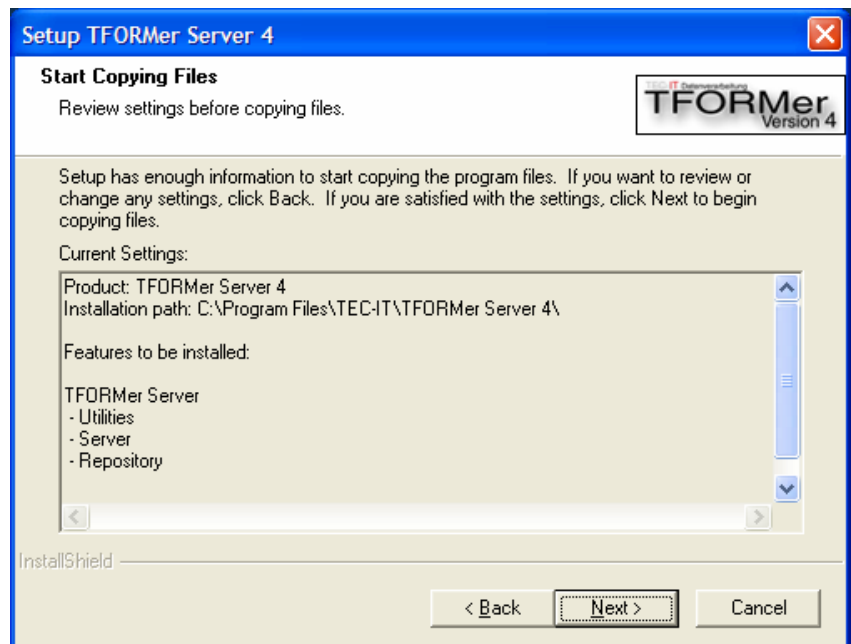 Setup TFORMer Server 4
Start Copying Files
Review settings before copying files.
TEC-IT Datenverarbeitung
TFORMer
Version 4
Setup has enough information to start copying the program files.  If you want to review or
change any settings, click Back.  If you are satisfied with the settings, click Next to begin
copying files.
Current Settings:
Product: TFORMer Server 4
Installation path: C:\Program Files\TEC-IT\TFORMer Server 4\
Features to be installed:
TFORMer Server
- Utilities
- Server
- Repository
InstallShield
< Back
Next >
Cancel